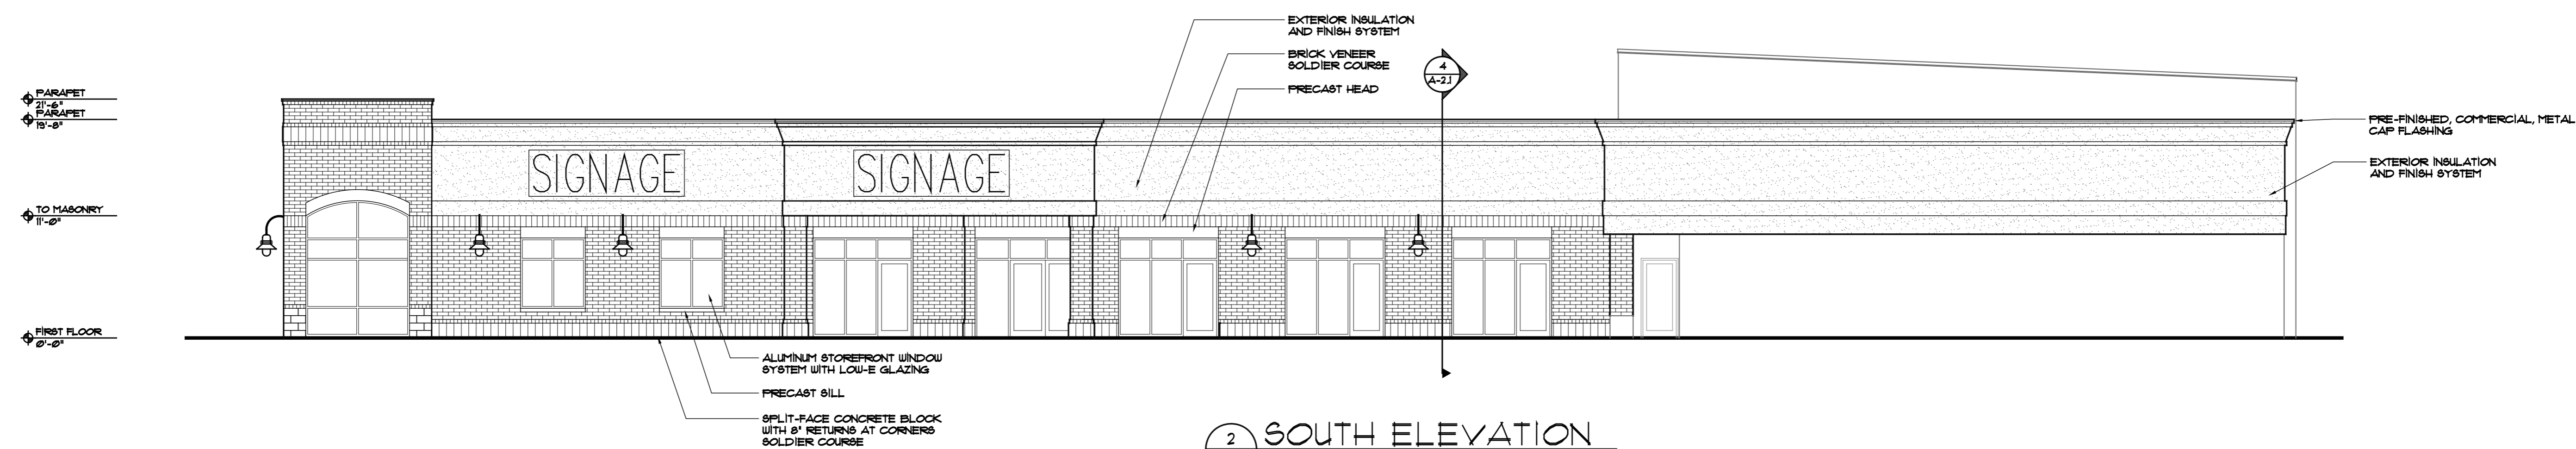 EXTERIOR INSULATION
AND FINISH SYSTEM
BRICK VENEER
SOLDIER COURSE
PRECAST HEAD
4
A-2.1
PARAPET
21'-6"
PARAPET
19'-8"
TO MASONRY
11'-0"
FIRST FLOOR
0'-0"
SIGNAGE
SIGNAGE
PRE-FINISHED, COMMERCIAL, METAL
CAP FLASHING
EXTERIOR INSULATION
AND FINISH SYSTEM
ALUMINUM STOREFRONT WINDOW
SYSTEM WITH LOW-E GLAZING
PRECAST SILL
SPLIT-FACE CONCRETE BLOCK
WITH 8" RETURNS AT CORNERS
SOLDIER COURSE
2
SOUTH ELEVATION